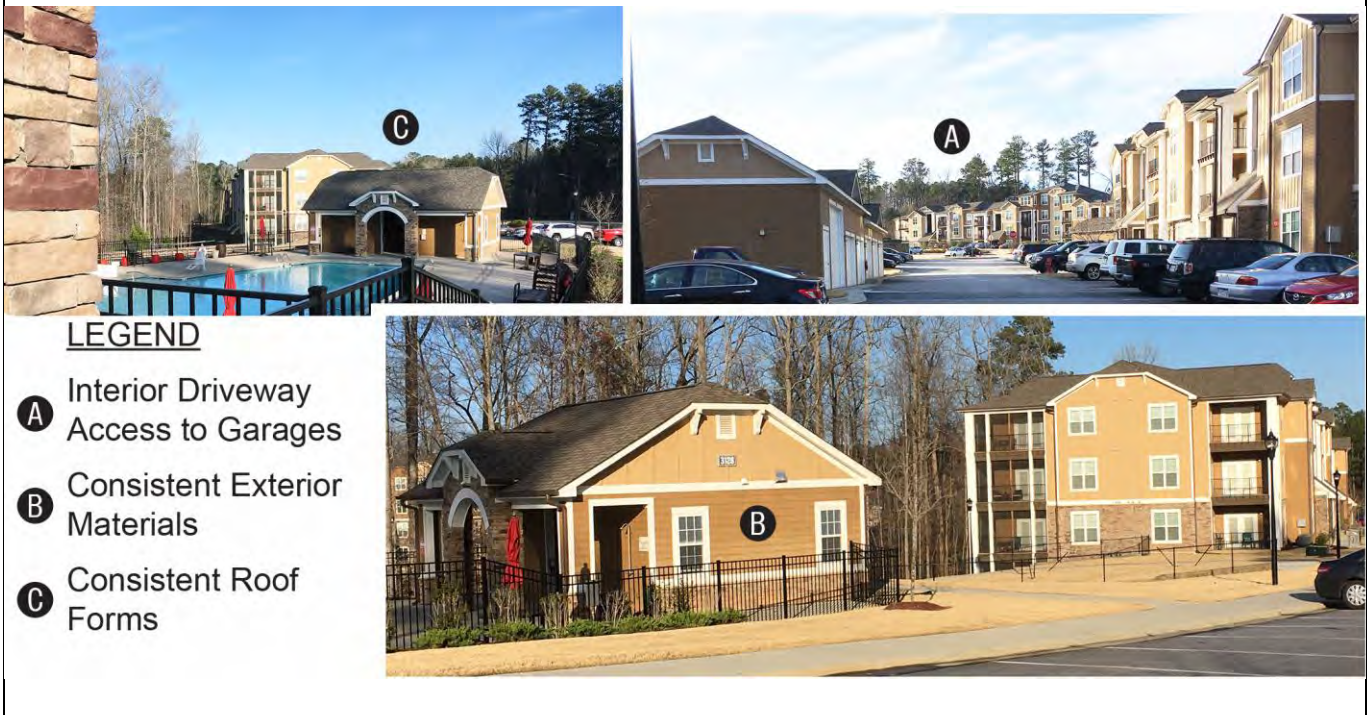 C
A
LEGEND
A Interior Driveway
Access to Garages
B Consistent Exterior
Materials
C Consistent Roof
Forms
B